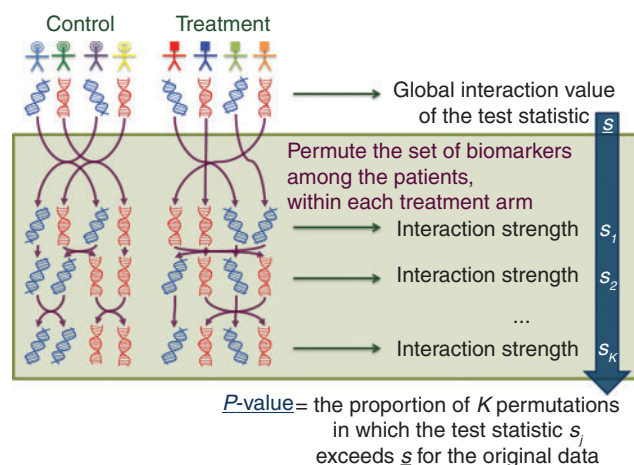 Control Treatment
Global interaction value
of the test statistic
s
Permute the set of biomarkers
among the patients,
within each treatment arm
Interaction strength s1
Interaction strength s2
...
Interaction strength sK
P-value = the proportion of K permutations
in which the test statistic sj
exceeds s for the original data